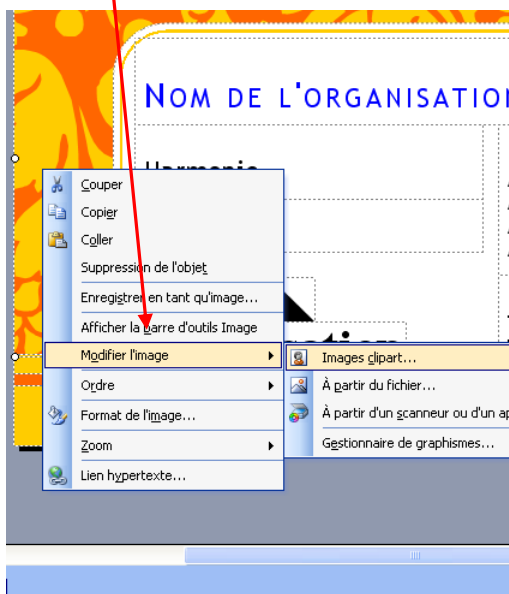 NOM DE L'ORGANISATION
Harmonie
Couper
Copier
Coller
Suppression de l'objet
Enregistrer en tant qu'image...
Afficher la barre d'outils Image
Modifier l'image
Ordre
Format de l'image...
Zoom
Lien hypertexte...
Images clipart...
À partir du fichier...
À partir d'un scanneur ou d'un
Gestionnaire de graphismes...